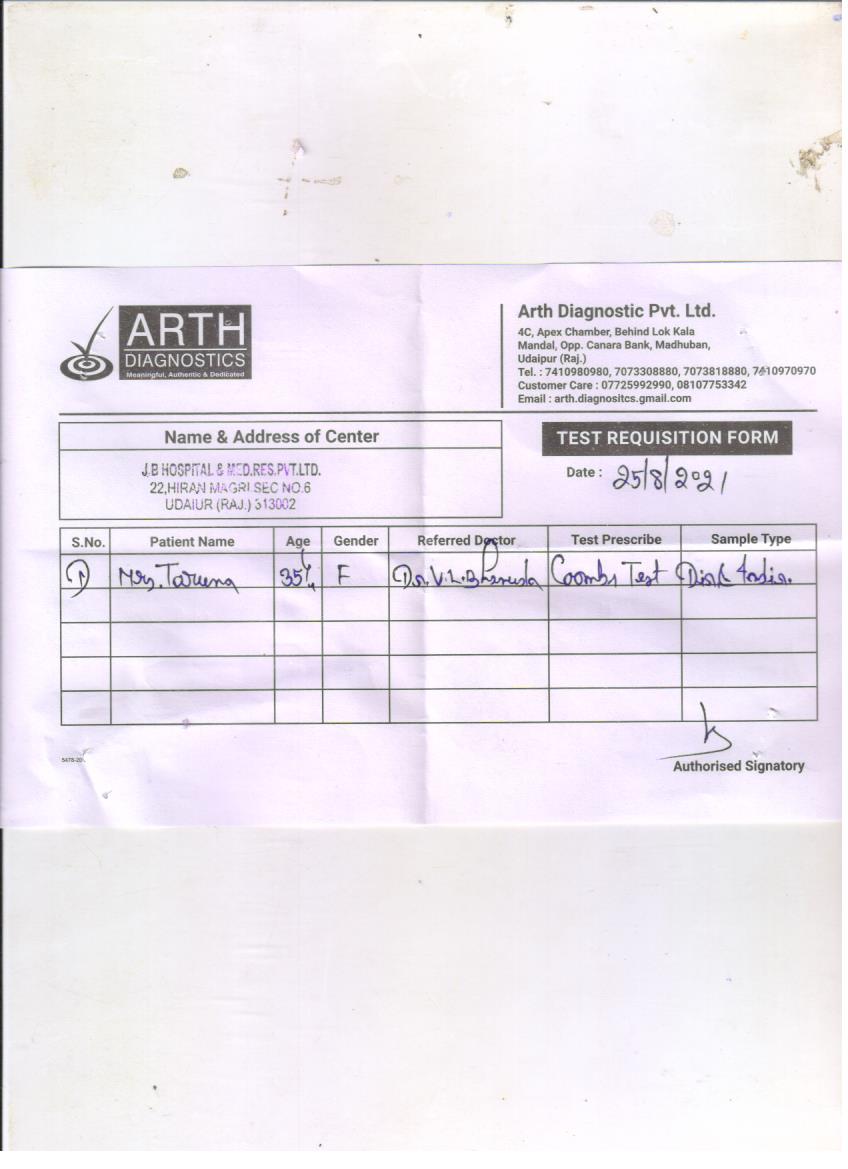 ARTH
DIAGNOSTICS
Meaningful, Authentic & Dedicated
Arth Diagnostic Pvt. Ltd.
4C, Apex Chamber, Behind Lok Kala
Mandal, Opp. Canara Bank, Madhuban,
Udaipur (Raj.)
Tel. : 7410980980, 7073308880, 7073818880, 7410970970
Customer Care : 07725992990, 08107753342
Email : arth.diagnositcs.gmail.com
Name & Address of Center
J.B HOSPITAL & MED.RES.PVT.LTD.
22,HIRAN MAGRI SEC NO.6
UDAIUR (RAJ.) 313002
TEST REQUISITION FORM
Date : 25/8/2021
S.No. Patient Name Age Gender Referred Doctor Test Prescribe Sample Type
1) Mrs. Taruna 35 F Dr. V.L. Coombs Test
Authorised Signatory